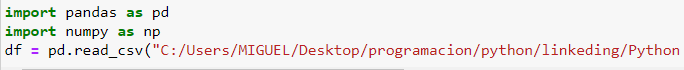 import pandas as pd
import numpy as np
df = pd.read_csv("C:/Users/MIGUEL/Desktop/programacion/python/linkeding/Python